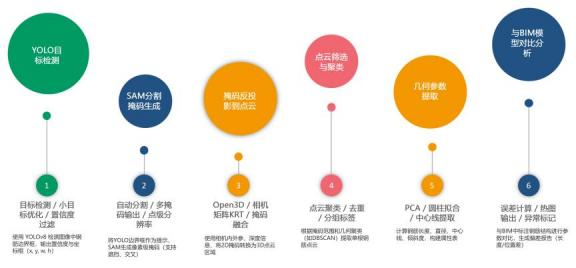 YOLO目
标检测
SAM分割
掩码生成
掩码反投
影到点云
点云筛选
与聚类
几何参数
提取
与BIM模
型对比分
析
1
目标检测 / 小目
标优化 / 置信度
过滤
使用 YOLOv8 检测图像中钢
筋边界框，输出置信度与坐
标框（x, y, w, h）
2
自动分割 / 多掩
码输出 / 点级分
辨率
将YOLO边界框作为提示，
SAM生成像素级掩码（支持
遮挡、交叉）
3
Open3D / 相机
矩阵KRT / 掩码
融合
使用相机内外参、深度信
息，将2D掩码转换为3D点云
区域
4
点云聚类 / 去重
/ 分组标签
根据掩码范围和几何聚类
（如DBSCAN）提取单根钢
筋点云
5
PCA / 圆柱拟合
/ 中心线提取
计算钢筋长度、直径、中心
线、倾斜度，构建属性表
6
误差计算 / 热图
输出 / 异常标记
与BIM中标注钢筋结构进行
参数对比，生成偏差报告（长
度/位置差）